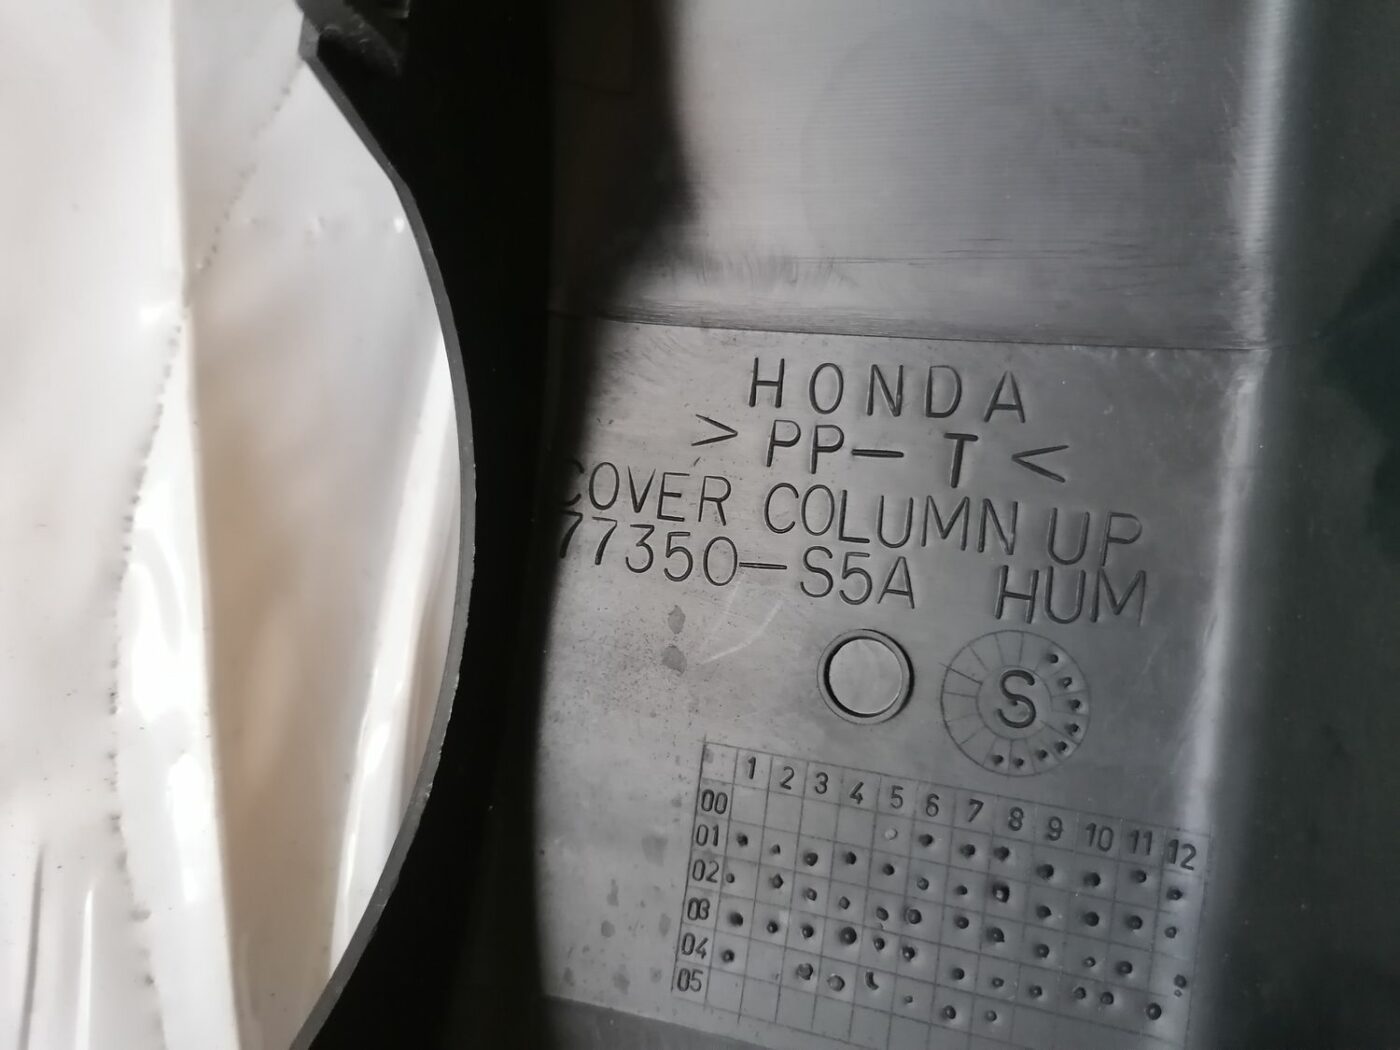 HONDA
>PP-T<
COVER COLUMN UP
77350-S5A HUM
S
1 2 3 4 5 6 7 8 9 10 11 12
00
01
02
03
04
05